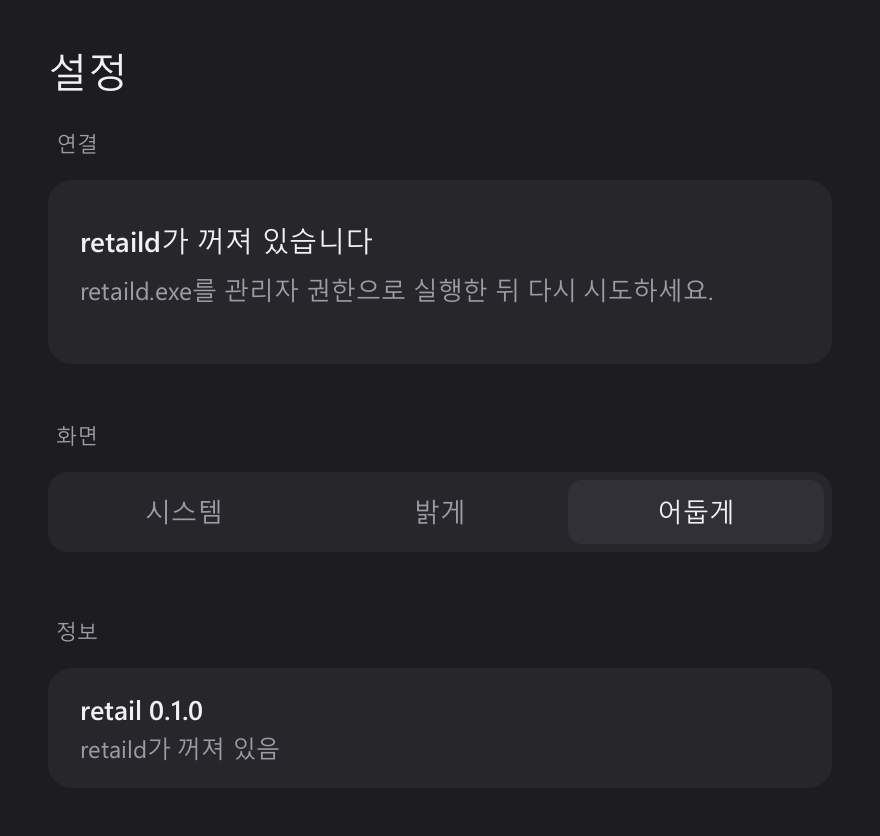 설정
연결
retaild가 꺼져 있습니다
retaild.exe를 관리자 권한으로 실행한 뒤 다시 시도하세요.
화면
시스템 밝게 어둡게
정보
retail 0.1.0
retaild가 꺼져 있음